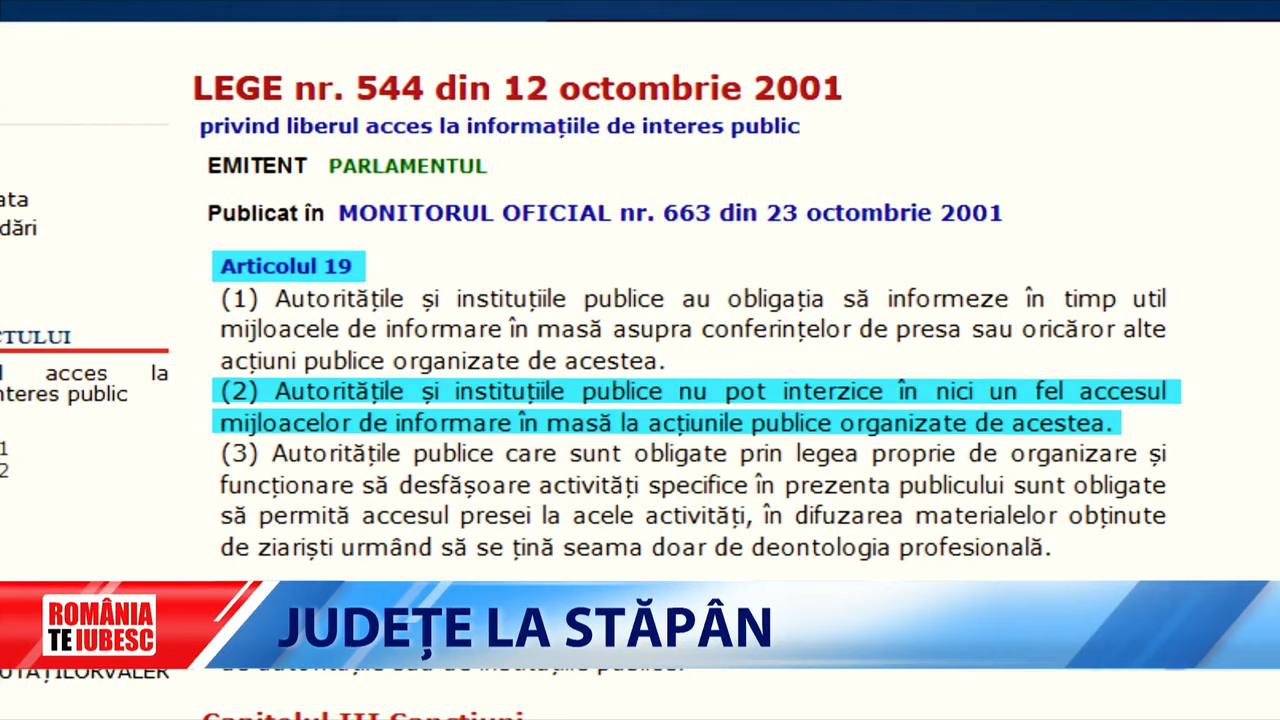 LEGE nr. 544 din 12 octombrie 2001
privind liberul acces la informațiile de interes public
EMITENT PARLAMENTUL
Publicat în MONITORUL OFICIAL nr. 663 din 23 octombrie 2001
Articolul 19
(1) Autoritățile și instituțiile publice au obligația să informeze în timp util
mijloacele de informare în masă asupra conferințelor de presa sau oricăror alte
acțiuni publice organizate de acestea.
(2) Autoritățile și instituțiile publice nu pot interzice în nici un fel accesul
mijloacelor de informare în masă la acțiunile publice organizate de acestea.
(3) Autoritățile publice care sunt obligate prin legea proprie de organizare și
funcționare să desfășoare activități specifice în prezenta publicului sunt obligate
să permită accesul presei la acele activități, în difuzarea materialelor obținute
de ziariști urmând să se țină seama doar de deontologia profesională.
acces la
public
1
2
ROMÂNIA
TE IUBESC
JUDEȚE LA STĂPÂN
Capitolul III Sancțiuni